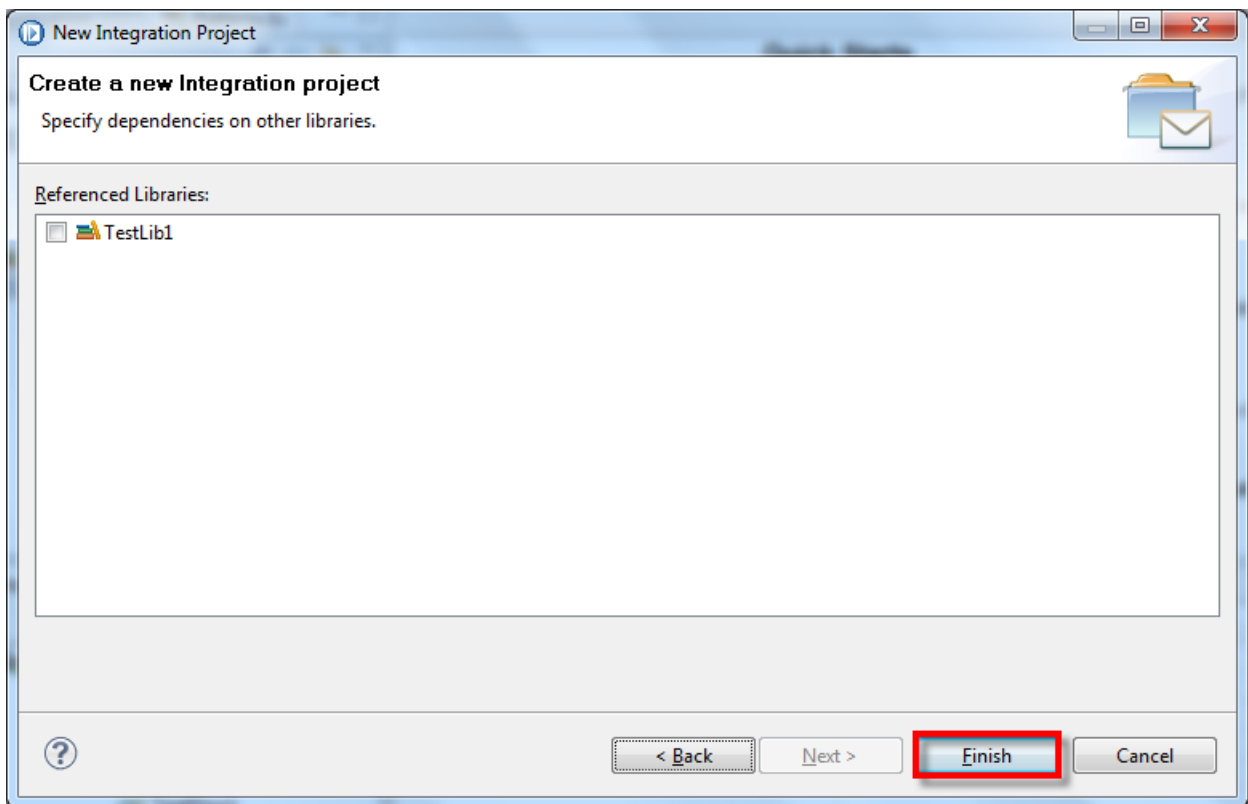 New Integration Project
Create a new Integration project
Specify dependencies on other libraries.
Referenced Libraries:
TestLib1
?
< Back
Next >
Finish
Cancel